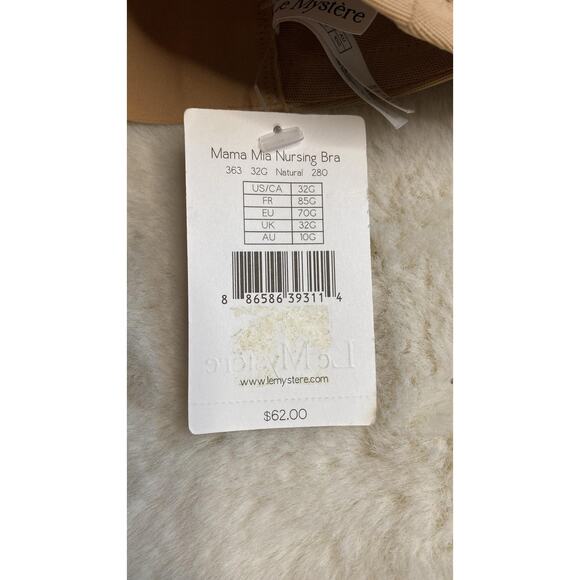 Le Mystère
Mama Mia Nursing Bra
363 32G Natural 280
US/CA 32G
FR 85G
EU 70G
UK 32G
AU 10G
8 86586 39311 4
Le Mystère
www.lemystere.com
$62.00